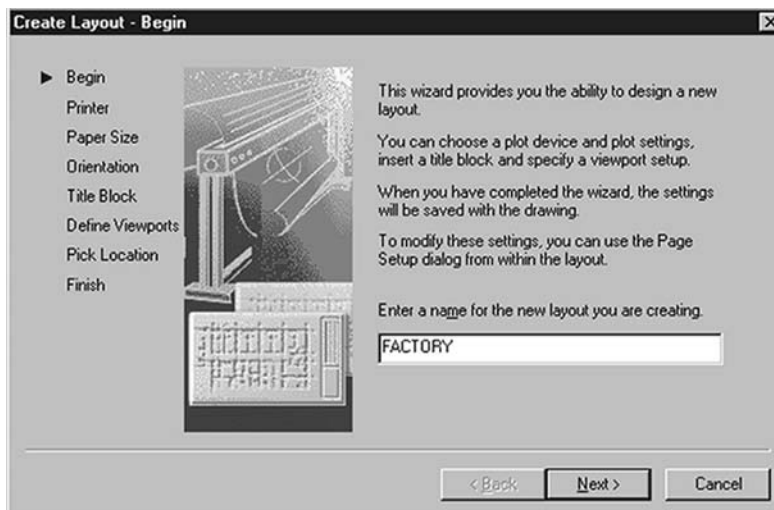 Create Layout - Begin
Begin
Printer
Paper Size
Orientation
Title Block
Define Viewports
Pick Location
Finish
This wizard provides you the ability to design a new
layout.
You can choose a plot device and plot settings,
insert a title block and specify a viewport setup.
When you have completed the wizard, the settings
will be saved with the drawing.
To modify these settings, you can use the Page
Setup dialog from within the layout.
Enter a name for the new layout you are creating.
FACTORY
< Back
Next >
Cancel